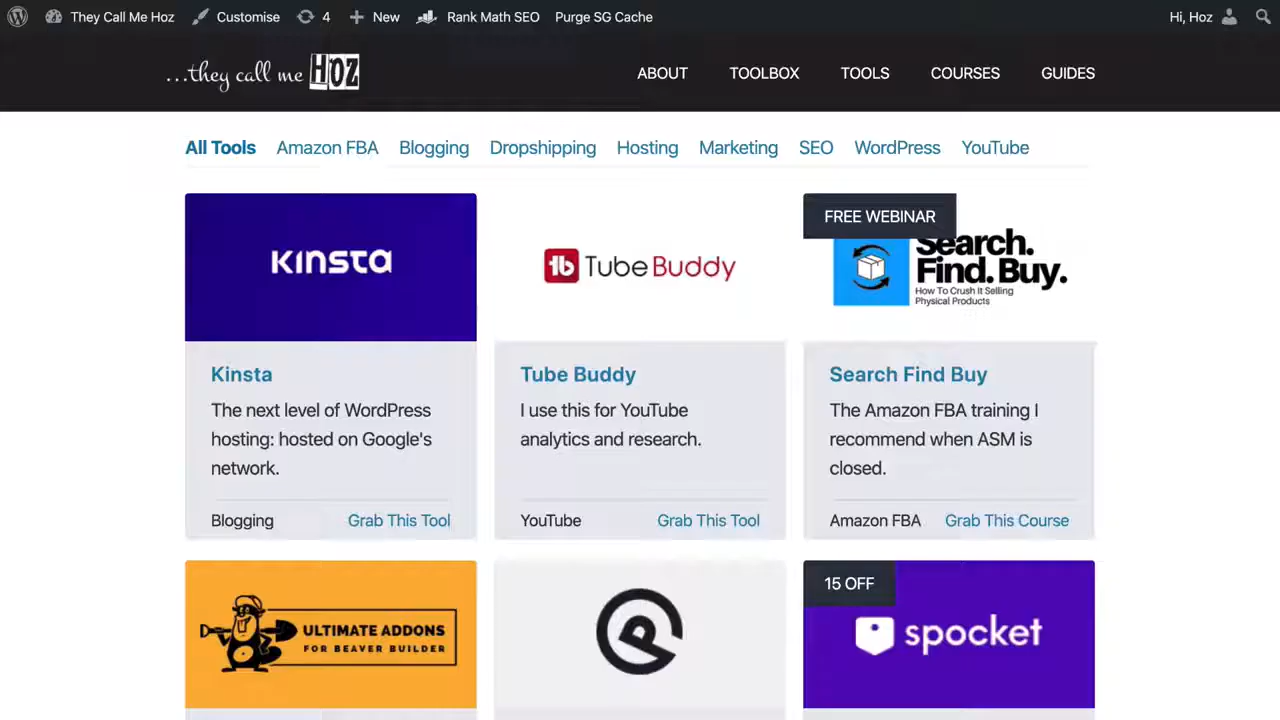 They Call Me Hoz Customise 4 New Rank Math SEO Purge SG Cache Hi, Hoz
...they call me HOZ
ABOUT TOOLBOX TOOLS COURSES GUIDES
All Tools Amazon FBA Blogging Dropshipping Hosting Marketing SEO WordPress YouTube
Kinsta
tb TubeBuddy
FREE WEBINAR
Search.
Find. Buy.
How To Crush It Selling
Physical Products
Kinsta
The next level of WordPress
hosting: hosted on Google's
network.
Blogging Grab This Tool
Tube Buddy
I use this for YouTube
analytics and research.
YouTube Grab This Tool
Search Find Buy
The Amazon FBA training I
recommend when ASM is
closed.
Amazon FBA Grab This Course
ULTIMATE ADDONS
FOR BEAVER BUILDER
P
15 OFF
spocket